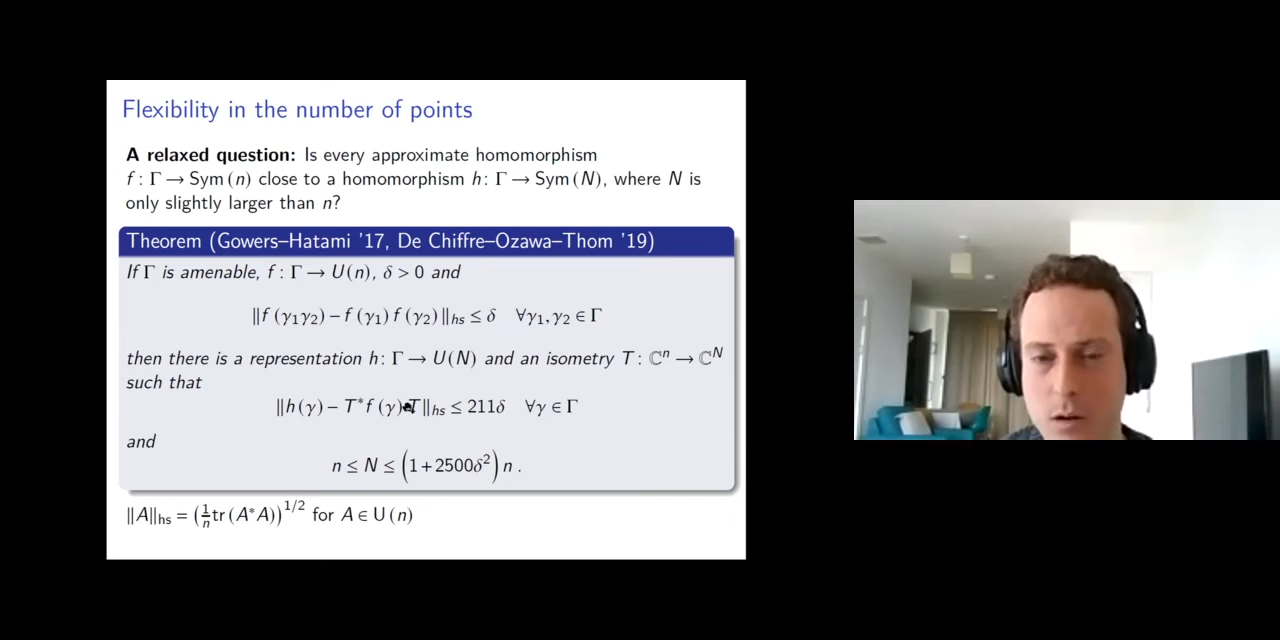 Flexibility in the number of points
A relaxed question: Is every approximate homomorphism
f : Γ → Sym (n) close to a homomorphism h : Γ → Sym (N), where N is
only slightly larger than n?
Theorem (Gowers–Hatami '17, De Chiffre–Ozawa–Thom '19)
If Γ is amenable, f : Γ → U(n), δ > 0 and
‖f (γ₁γ₂) − f (γ₁) f (γ₂)‖hs ≤ δ ∀γ₁,γ₂ ∈ Γ
then there is a representation h : Γ → U(N) and an isometry T : ℂⁿ → ℂᴺ
such that
‖h(γ) − T*f (γ) T‖hs ≤ 211δ ∀γ ∈ Γ
and
n ≤ N ≤ (1 + 2500δ²) n .
‖A‖hs = (1/n tr (A*A))^1/2 for A ∈ U(n)